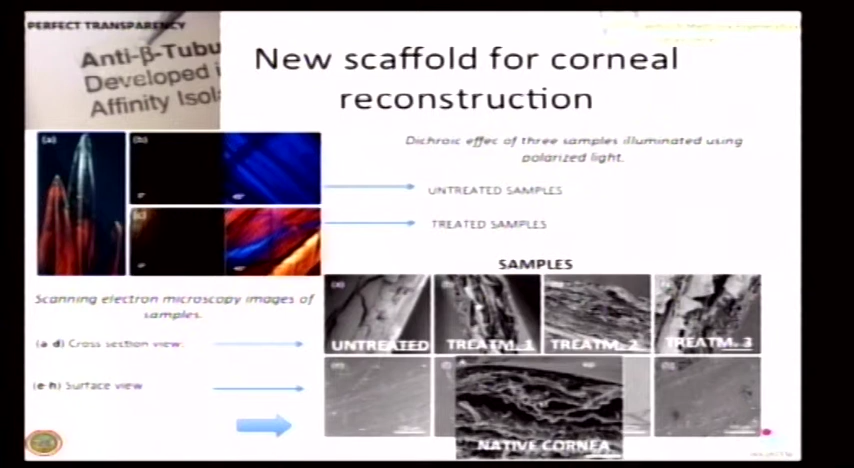 PERFECT TRANSPARENCY
Anti-β-Tubu
Developed i
Affinity Isol
New scaffold for corneal
reconstruction
Dichroic effec of three samples illuminated using
polarized light.
UNTREATED SAMPLES
TREATED SAMPLES
SAMPLES
(a)
(b)
(c)
Scanning electron microscopy images of
samples.
(a-d) Cross section view:
(e-h) Surface view
UNTREATED
TREATM. 1
TREATM. 2
TREATM. 3
NATIVE CORNEA